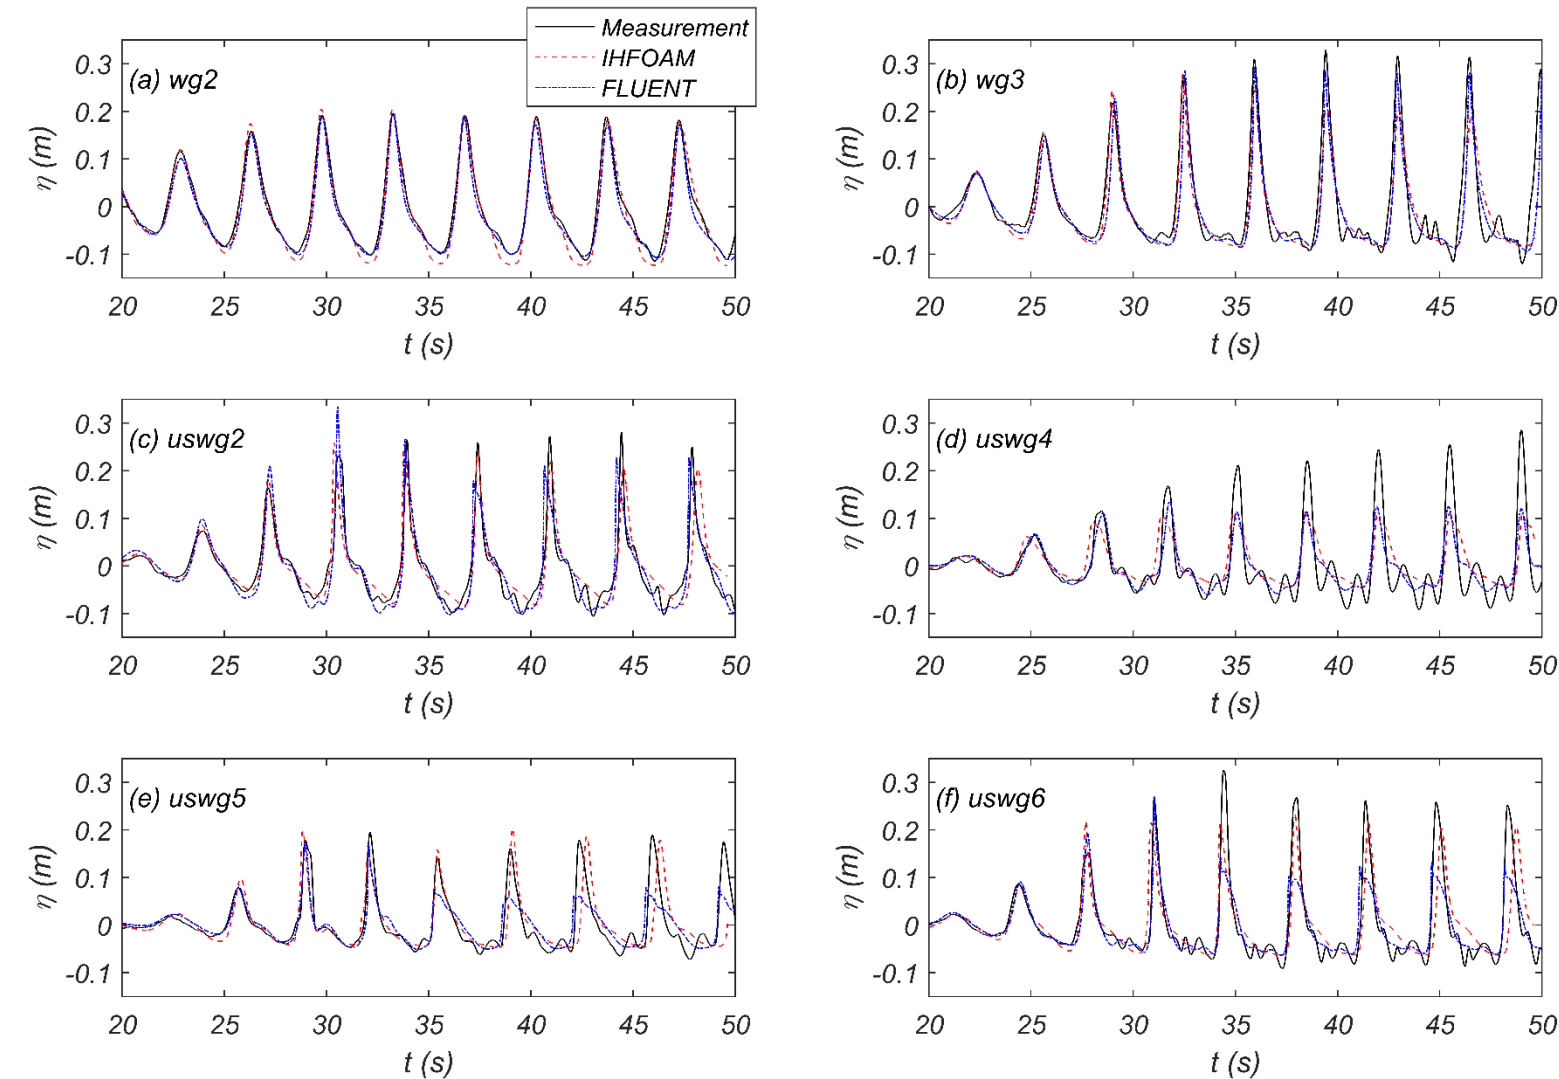 Measurement
IHFOAM
FLUENT
(a) wg2
η (m)
0.3
0.2
0.1
0
-0.1
20 25 30 35 40 45 50
t (s)
(b) wg3
η (m)
0.3
0.2
0.1
0
-0.1
20 25 30 35 40 45 50
t (s)
(c) uswg2
η (m)
0.3
0.2
0.1
0
-0.1
20 25 30 35 40 45 50
t (s)
(d) uswg4
η (m)
0.3
0.2
0.1
0
-0.1
20 25 30 35 40 45 50
t (s)
(e) uswg5
η (m)
0.3
0.2
0.1
0
-0.1
20 25 30 35 40 45 50
t (s)
(f) uswg6
η (m)
0.3
0.2
0.1
0
-0.1
20 25 30 35 40 45 50
t (s)